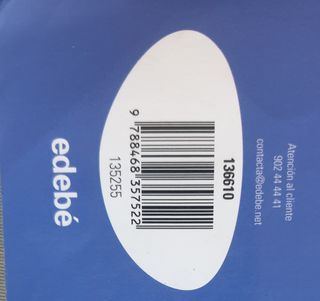 Atención al cliente
902 44 44 41
contacta@edebe.net
136610
9 788468 357522
135255
edebé